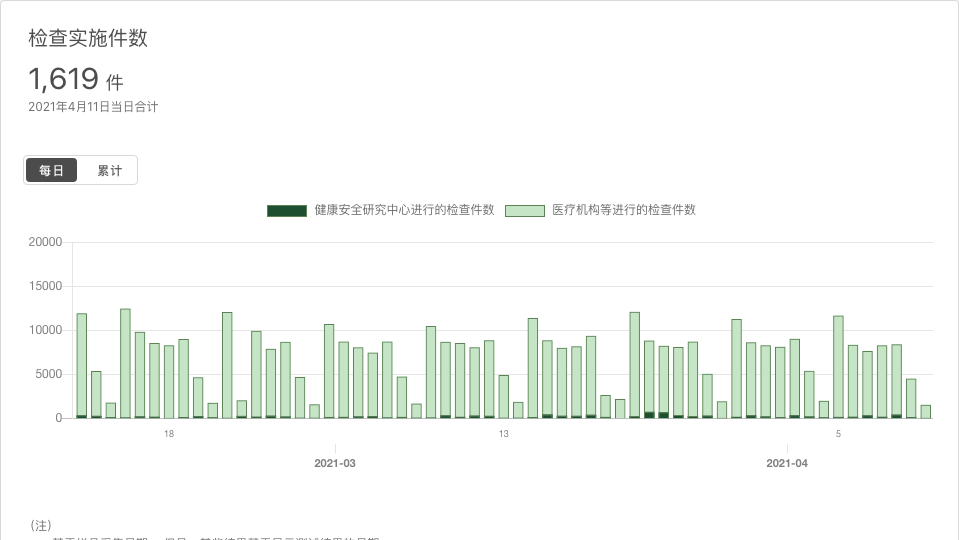 检查实施件数
1,619 件
2021年4月11日当日合计
每日 累计
健康安全研究中心进行的检查件数 医疗机构等进行的检查件数
20000
15000
10000
5000
0
18 13 5
2021-03 2021-04
(注)